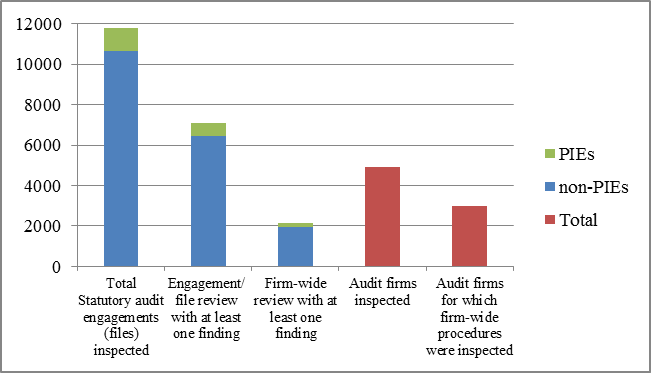 12000
10000
8000
6000
4000
2000
0
PIEs
non-PIEs
Total
Total
Statutory audit
engagements
(files)
inspected
Engagement/
file review
with at least
one finding
Firm-wide
review with at
least one
finding
Audit firms
inspected
Audit firms
for which
firm-wide
procedures
were inspected